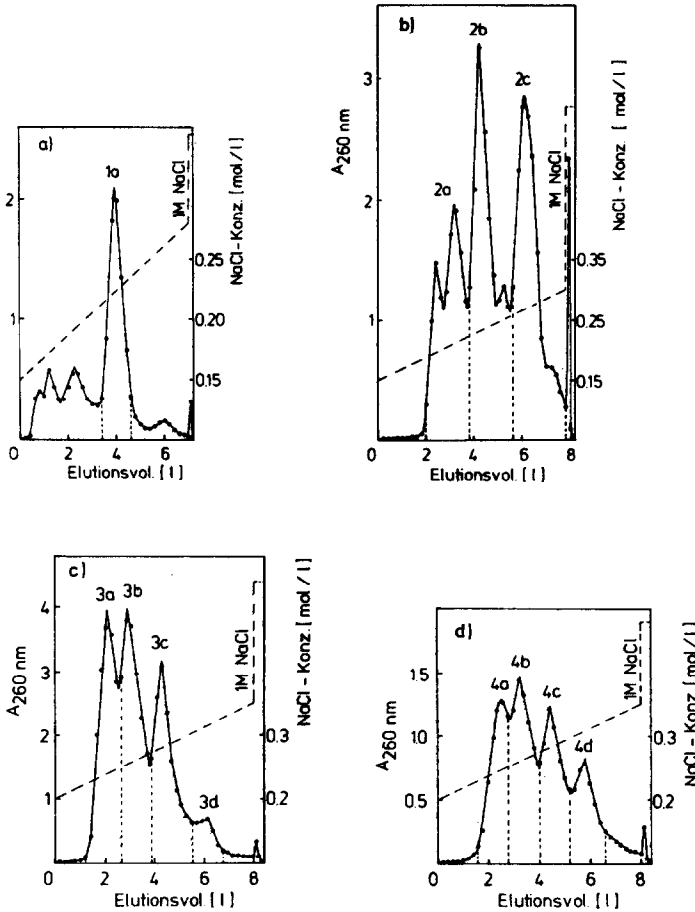 a)
1a
2
1
1M NaCl
0.25
0.20
0.15
NaCl-Konz. [mol/l]
0 2 4 6
Elutionsvol. [l]
b)
2a
2b
2c
A260 nm
3
2
1
1M NaCl
0.35
0.25
0.15
NaCl-Konz. [mol/l]
0 2 4 6 8
Elutionsvol. [l]
c)
3a
3b
3c
3d
A260 nm
4
3
2
1
0
1M NaCl
0.3
0.2
NaCl-Konz. [mol/l]
0 2 4 6 8
Elutionsvol. [l]
d)
4a
4b
4c
4d
A260 nm
1.5
1.0
0.5
1M NaCl
0.3
0.2
NaCl-Konz. [mol/l]
0 2 4 6 8
Elutionsvol. [l]